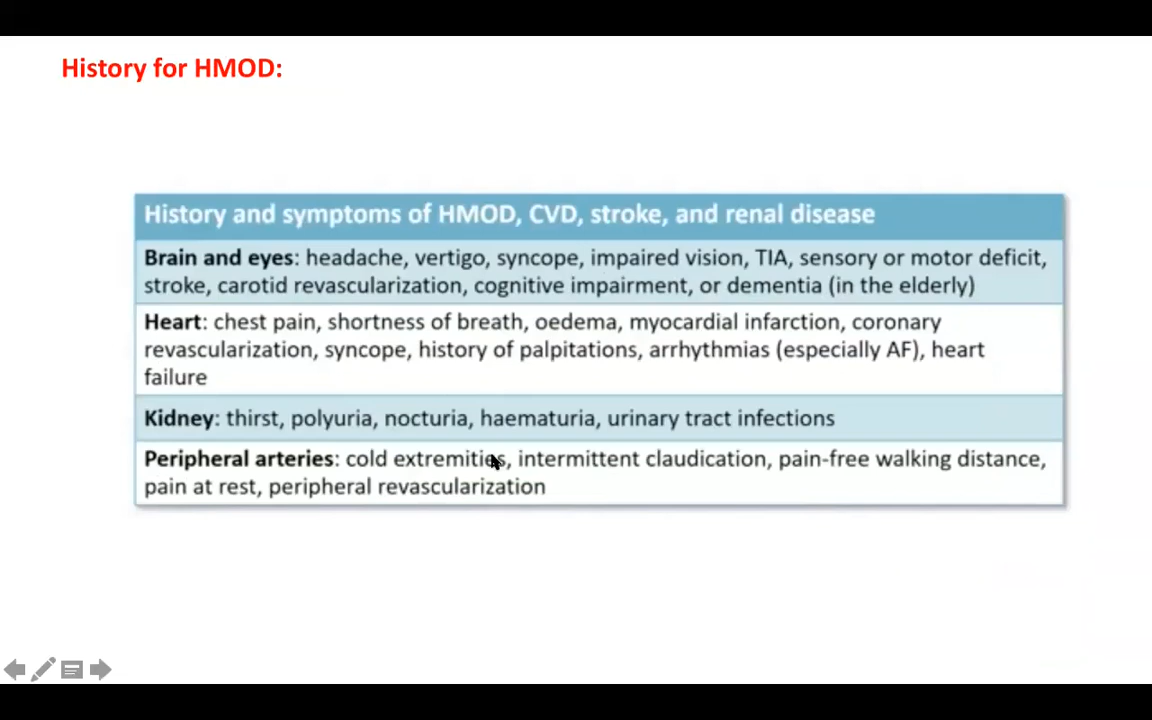 History for HMOD:
History and symptoms of HMOD, CVD, stroke, and renal disease
Brain and eyes: headache, vertigo, syncope, impaired vision, TIA, sensory or motor deficit,
stroke, carotid revascularization, cognitive impairment, or dementia (in the elderly)
Heart: chest pain, shortness of breath, oedema, myocardial infarction, coronary
revascularization, syncope, history of palpitations, arrhythmias (especially AF), heart
failure
Kidney: thirst, polyuria, nocturia, haematuria, urinary tract infections
Peripheral arteries: cold extremities, intermittent claudication, pain-free walking distance,
pain at rest, peripheral revascularization